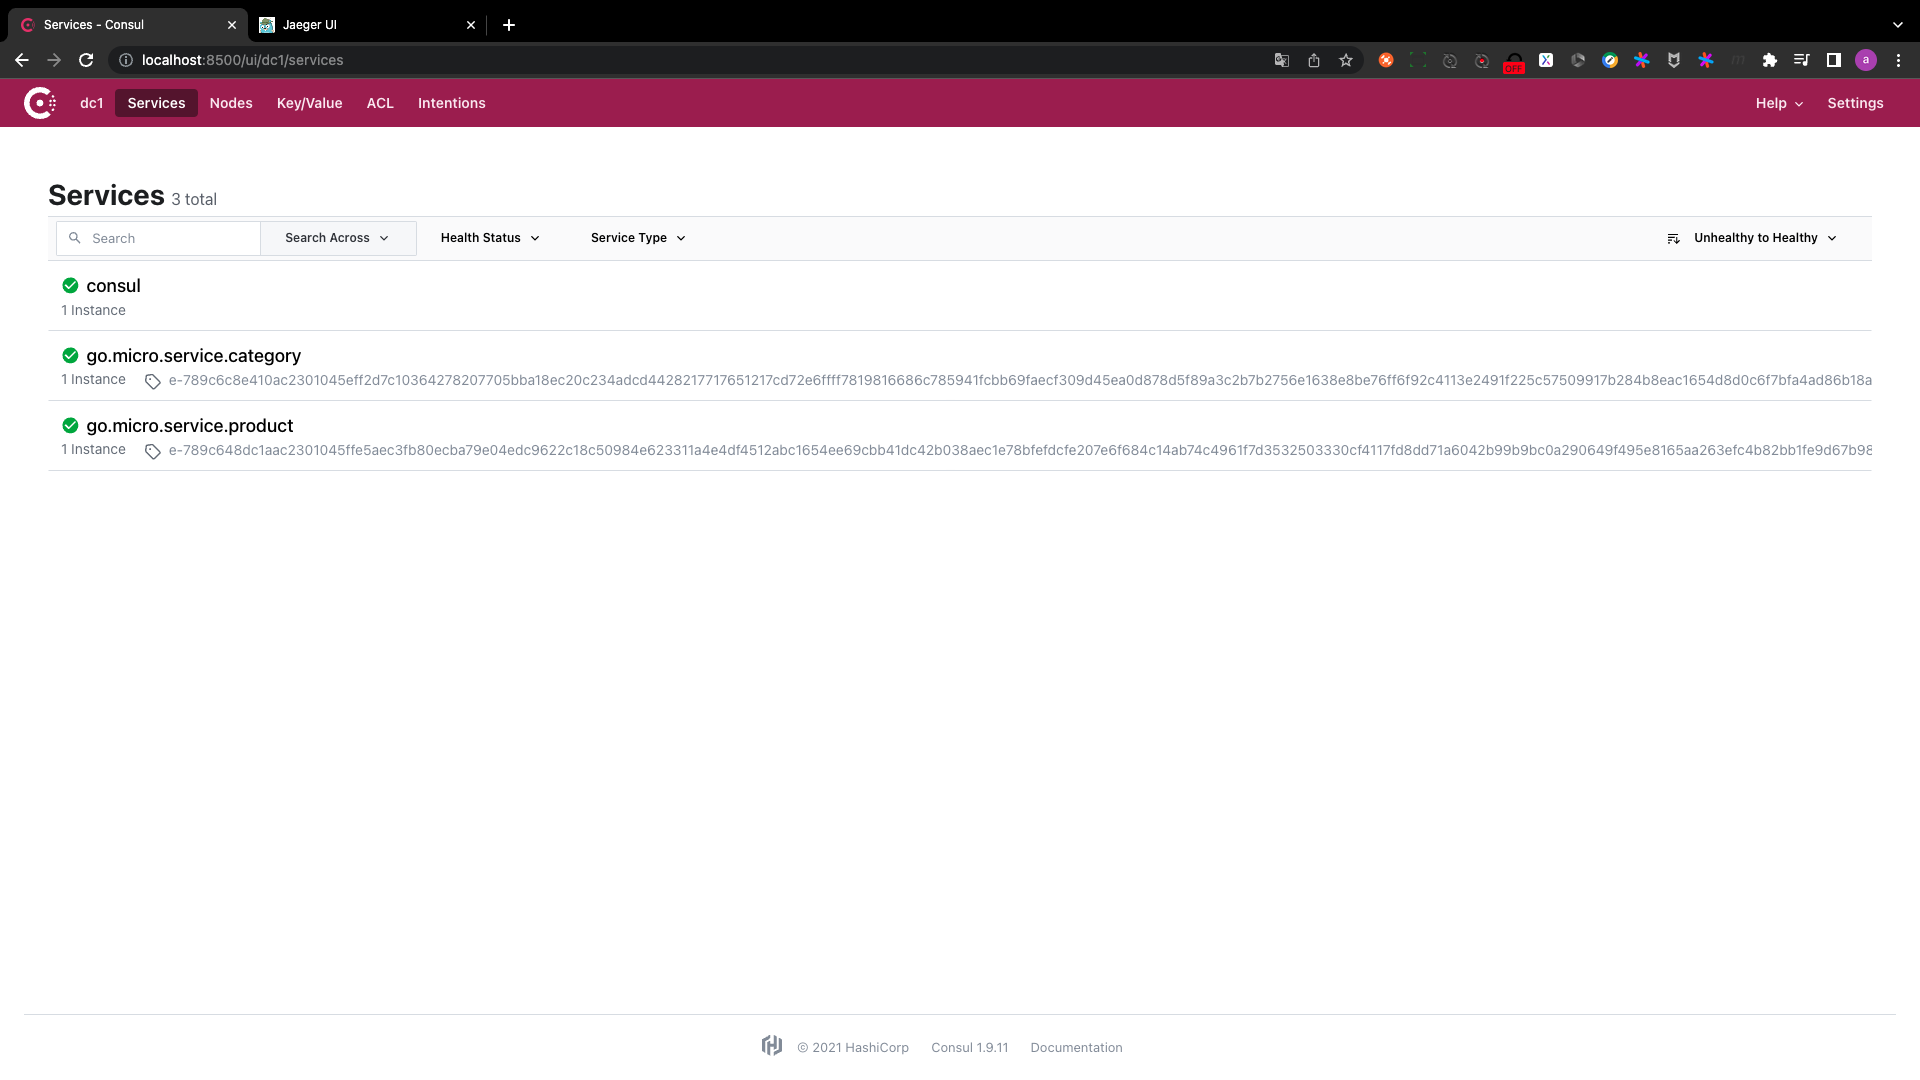 Services - Consul
Jaeger UI
localhost:8500/ui/dc1/services
OFF
a
dc1
Services
Nodes
Key/Value
ACL
Intentions
Help
Settings
Services 3 total
Search
Search Across
Health Status
Service Type
Unhealthy to Healthy
consul
1 Instance
go.micro.service.category
1 Instance
e-789c6c8e410ac2301045eff2d7c10364278207705bba18ec20c234adcd4428217717651217cd72e6ffff7819816686c785941fcbb69faecf309d45ea0d878d5f89a3c2b7b2756e1638e8be76ff6f92c4113e2491f225c57509917b284b8eac1654d8d0c6f7bfa4ad86b18a
go.micro.service.product
1 Instance
e-789c648dc1aac2301045ffe5aec3fb80ecba79e04edc9622c18c50984e623311a4e4df4512abc1654ee69cbb41dc42b038aec1e78bfefdcfe207e6f684c14ab74c4961f7d3532503330cf4117fd8dd71a6042b99b9bc0a290649f495e8165aa263efc4b82bb1fe9d67b98
© 2021 HashiCorp
Consul 1.9.11
Documentation